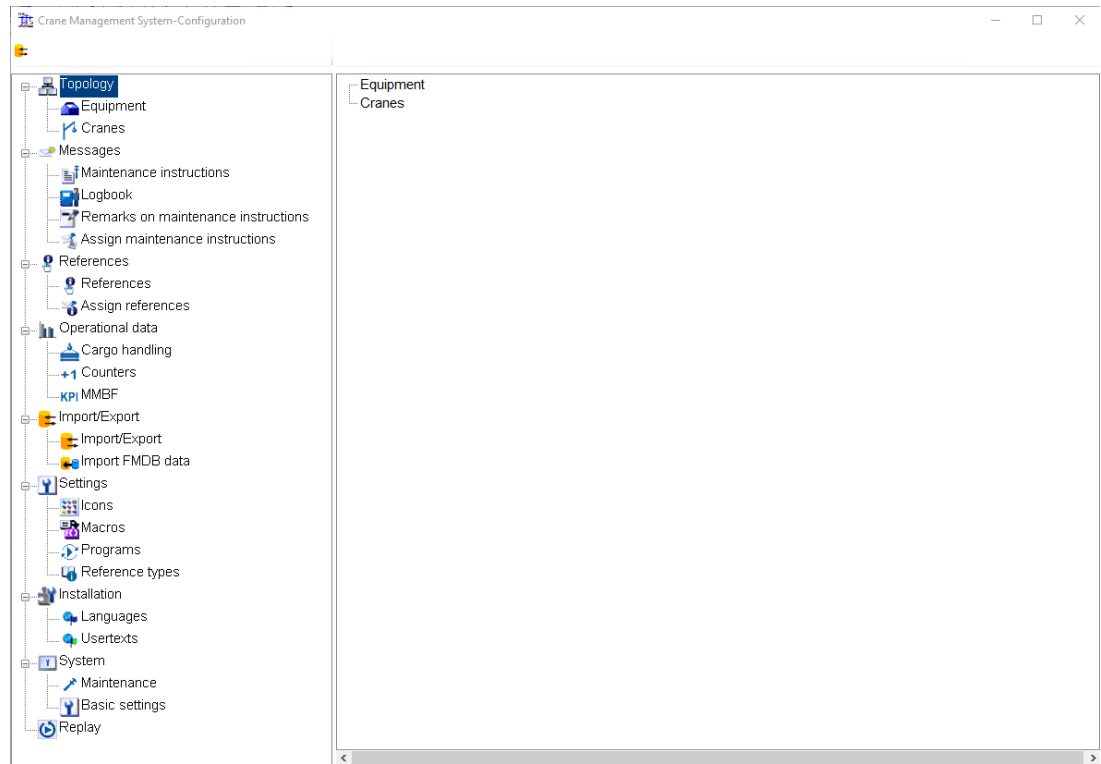 Crane Management System-Configuration
Topology
Equipment
Cranes
Messages
Maintenance instructions
Logbook
Remarks on maintenance instructions
Assign maintenance instructions
References
References
Assign references
Operational data
Cargo handling
+1 Counters
KPI MMBF
Import/Export
Import/Export
Import FMDB data
Settings
Icons
Macros
Programs
Reference types
Installation
Languages
Usertexts
System
Maintenance
Basic settings
Replay
Equipment
Cranes